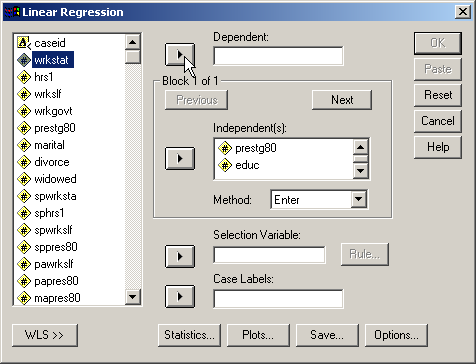 Linear Regression
caseid
wrkstat
hrs1
wrkslf
wrkgovt
prestg80
marital
divorce
widowed
spwrksta
sphrs1
spwrkslf
sppres80
pawrkslf
papres80
mapres80
WLS >>
Dependent:
Block 1 of 1
Previous
Next
Independent(s):
prestg80
educ
Method:
Enter
Selection Variable:
Rule...
Case Labels:
Statistics...
Plots...
Save...
Options...
OK
Paste
Reset
Cancel
Help